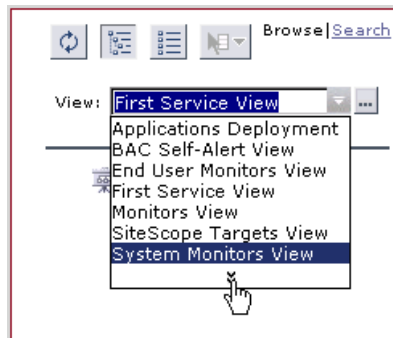 Browse|Search
View: First Service View ...
Applications Deployment
BAC Self-Alert View
End User Monitors View
First Service View
Monitors View
SiteScope Targets View
System Monitors View